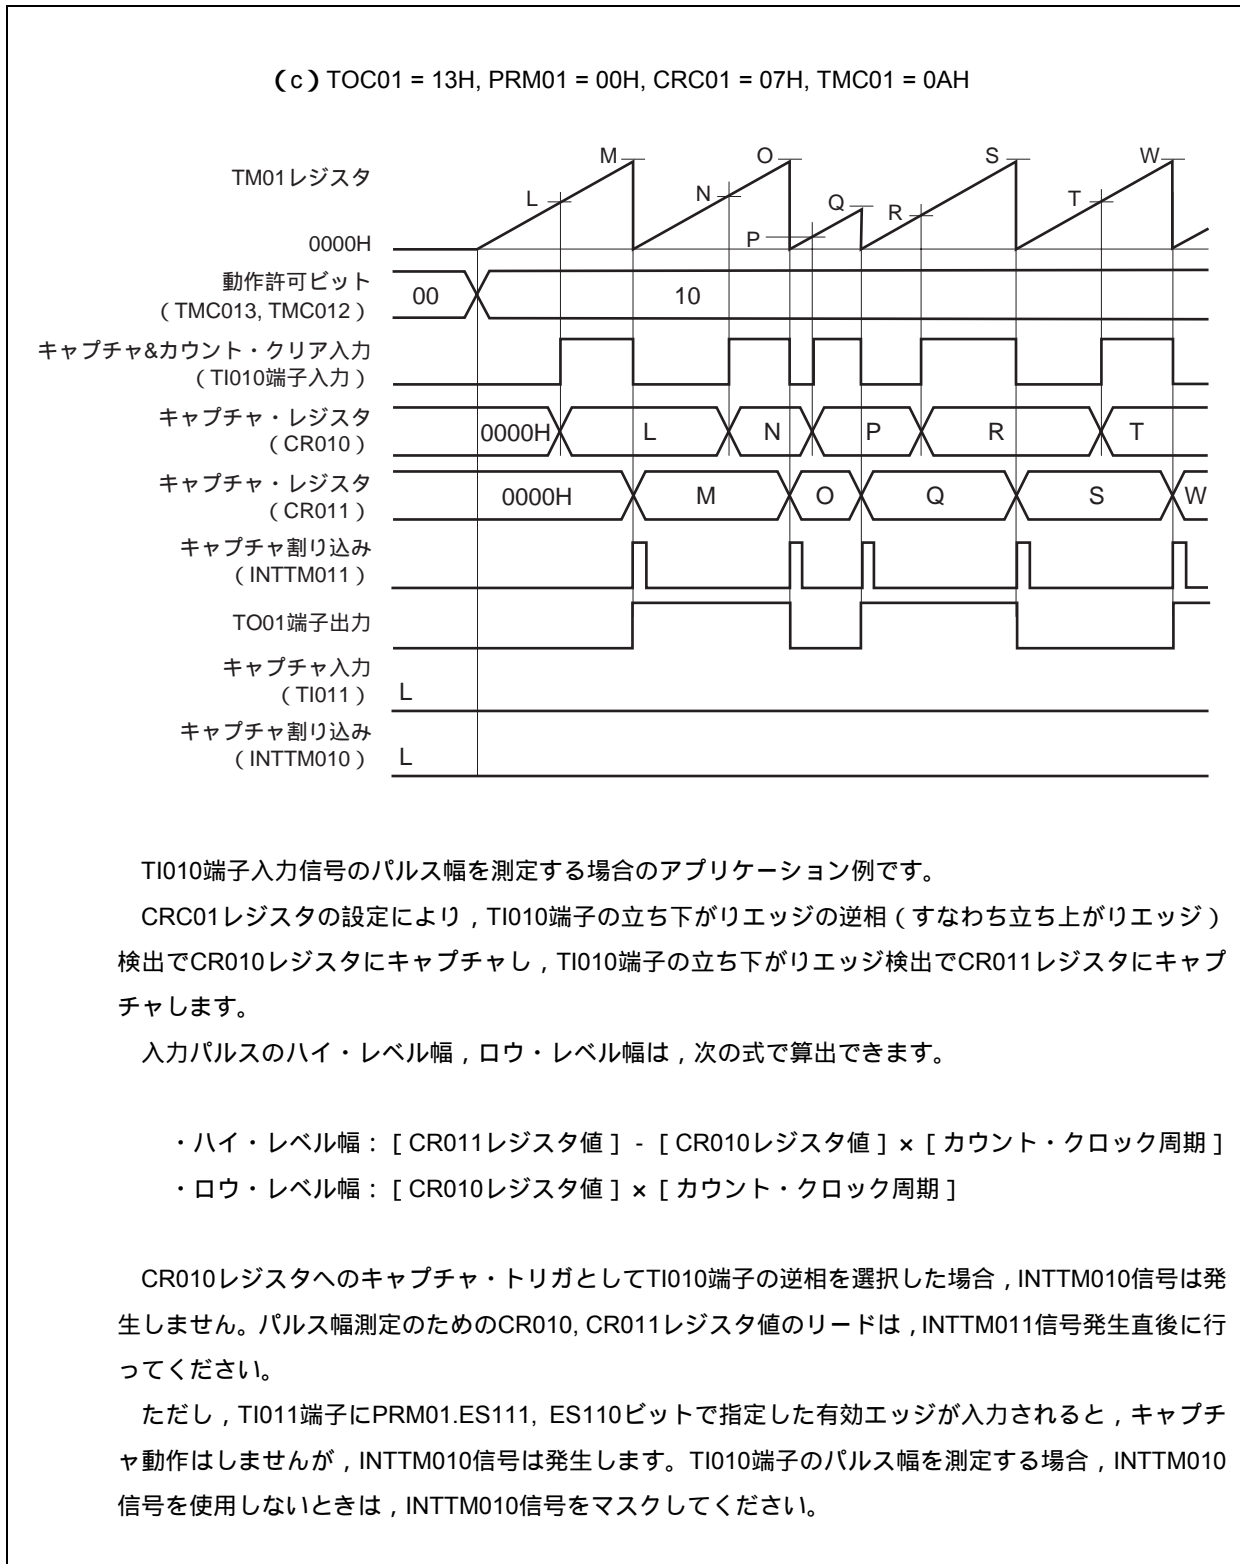 （c）TOC01 = 13H, PRM01 = 00H, CRC01 = 07H, TMC01 = 0AH
M O S W
TM01レジスタ L N Q R T
P
0000H
動作許可ビット
（TMC013, TMC012） 00 10
キャプチャ&カウント・クリア入力
（TI010端子入力）
キャプチャ・レジスタ
（CR010） 0000H L N P R T
キャプチャ・レジスタ
（CR011） 0000H M O Q S W
キャプチャ割り込み
（INTTM011）
TO01端子出力
キャプチャ入力
（TI011） L
キャプチャ割り込み
（INTTM010） L
TI010端子入力信号のパルス幅を測定する場合のアプリケーション例です。
CRC01レジスタの設定により，TI010端子の立ち下がりエッジの逆相（すなわち立ち上がりエッジ）
検出でCR010レジスタにキャプチャし，TI010端子の立ち下がりエッジ検出でCR011レジスタにキャプ
チャします。
入力パルスのハイ・レベル幅，ロウ・レベル幅は，次の式で算出できます。
・ハイ・レベル幅：［CR011レジスタ値］-［CR010レジスタ値］×［カウント・クロック周期］
・ロウ・レベル幅：［CR010レジスタ値］×［カウント・クロック周期］
CR010レジスタへのキャプチャ・トリガとしてTI010端子の逆相を選択した場合，INTTM010信号は発
生しません。パルス幅測定のためのCR010, CR011レジスタ値のリードは，INTTM011信号発生直後に行
ってください。
ただし，TI011端子にPRM01.ES111, ES110ビットで指定した有効エッジが入力されると，キャプチ
ャ動作はしませんが，INTTM010信号は発生します。TI010端子のパルス幅を測定する場合，INTTM010
信号を使用しないときは，INTTM010信号をマスクしてください。